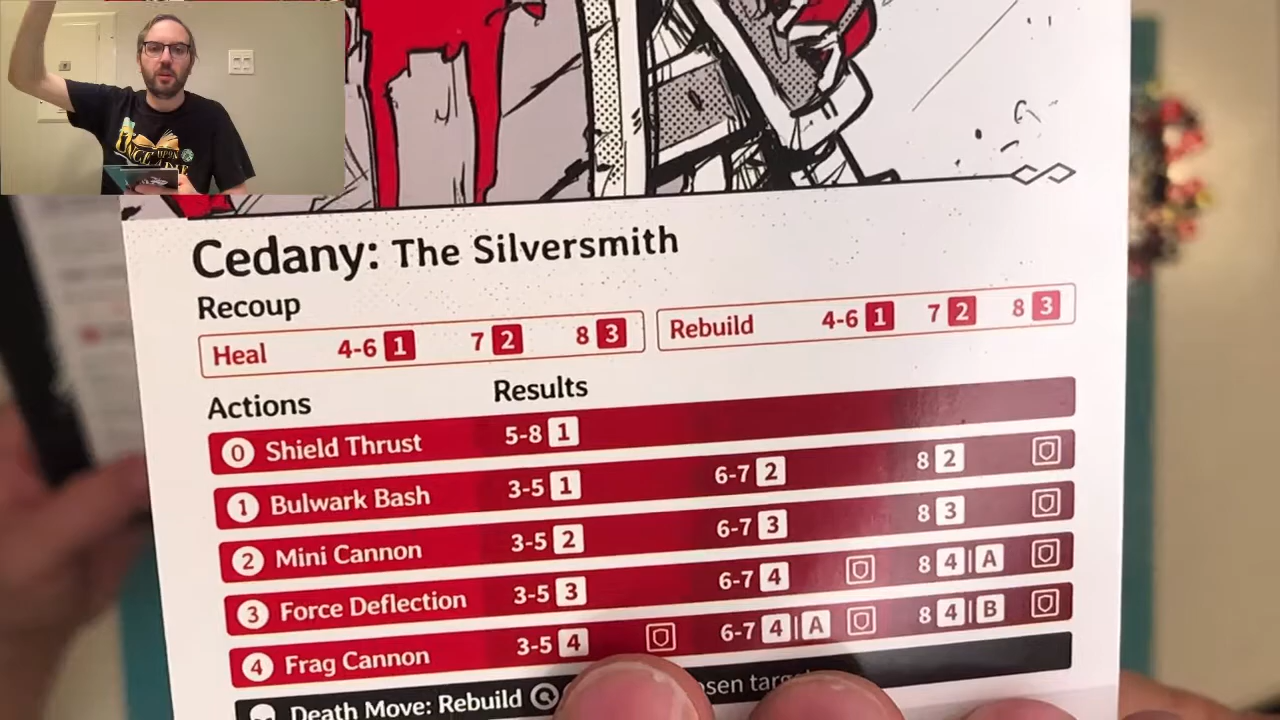 UPON
Cedany: The Silversmith
Recoup
Heal 4-6 1 7 2 8 3
Rebuild 4-6 1 7 2 8 3
Actions Results
0 Shield Thrust 5-8 1
1 Bulwark Bash 3-5 1 6-7 2 8 2
2 Mini Cannon 3-5 2 6-7 3 8 3
3 Force Deflection 3-5 3 6-7 4 8 4|A
4 Frag Cannon 3-5 4 6-7 4|A 8 4|B
Death Move: Rebuild